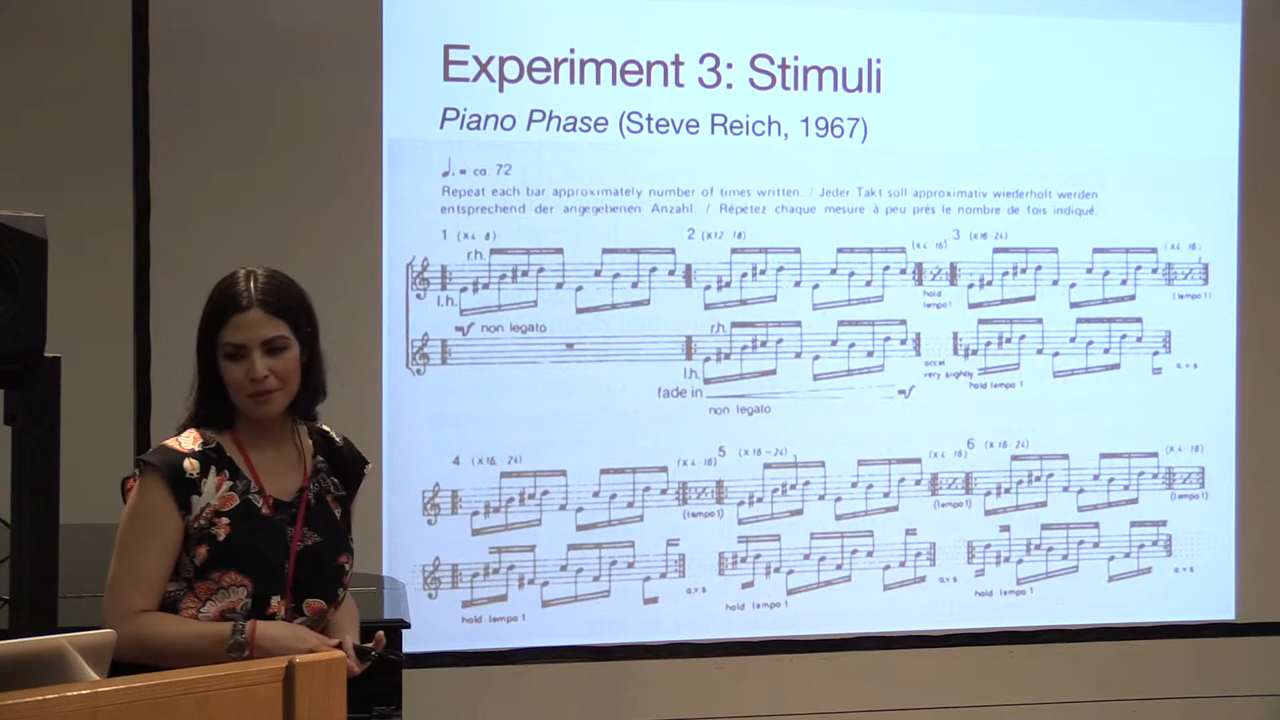 Experiment 3: Stimuli
Piano Phase (Steve Reich, 1967)
= ca. 72
Repeat each bar approximately number of times written. / Jeder Takt soll approximativ wiederholt werden
entsprechend der angegebenen Anzahl. / Répétez chaque mesure à peu près le nombre de fois indiqué.
1 (x4 8) 2 (x12 18) (x4 16) 3 (x16-24) (x4 16)
r.h.
l.h. hold tempo 1 (tempo 1)
non legato r.h.
l.h. accel very slightly hold tempo 1 a.v.s
fade in
non legato
4 (x16 24) (x4-16) 5 (x16-24) (x4 16) 6 (x16-24) (x4-16)
(tempo 1) (tempo 1) (tempo 1)
a.v.s a.v.s a.v.s
hold tempo 1 hold tempo 1 hold tempo 1